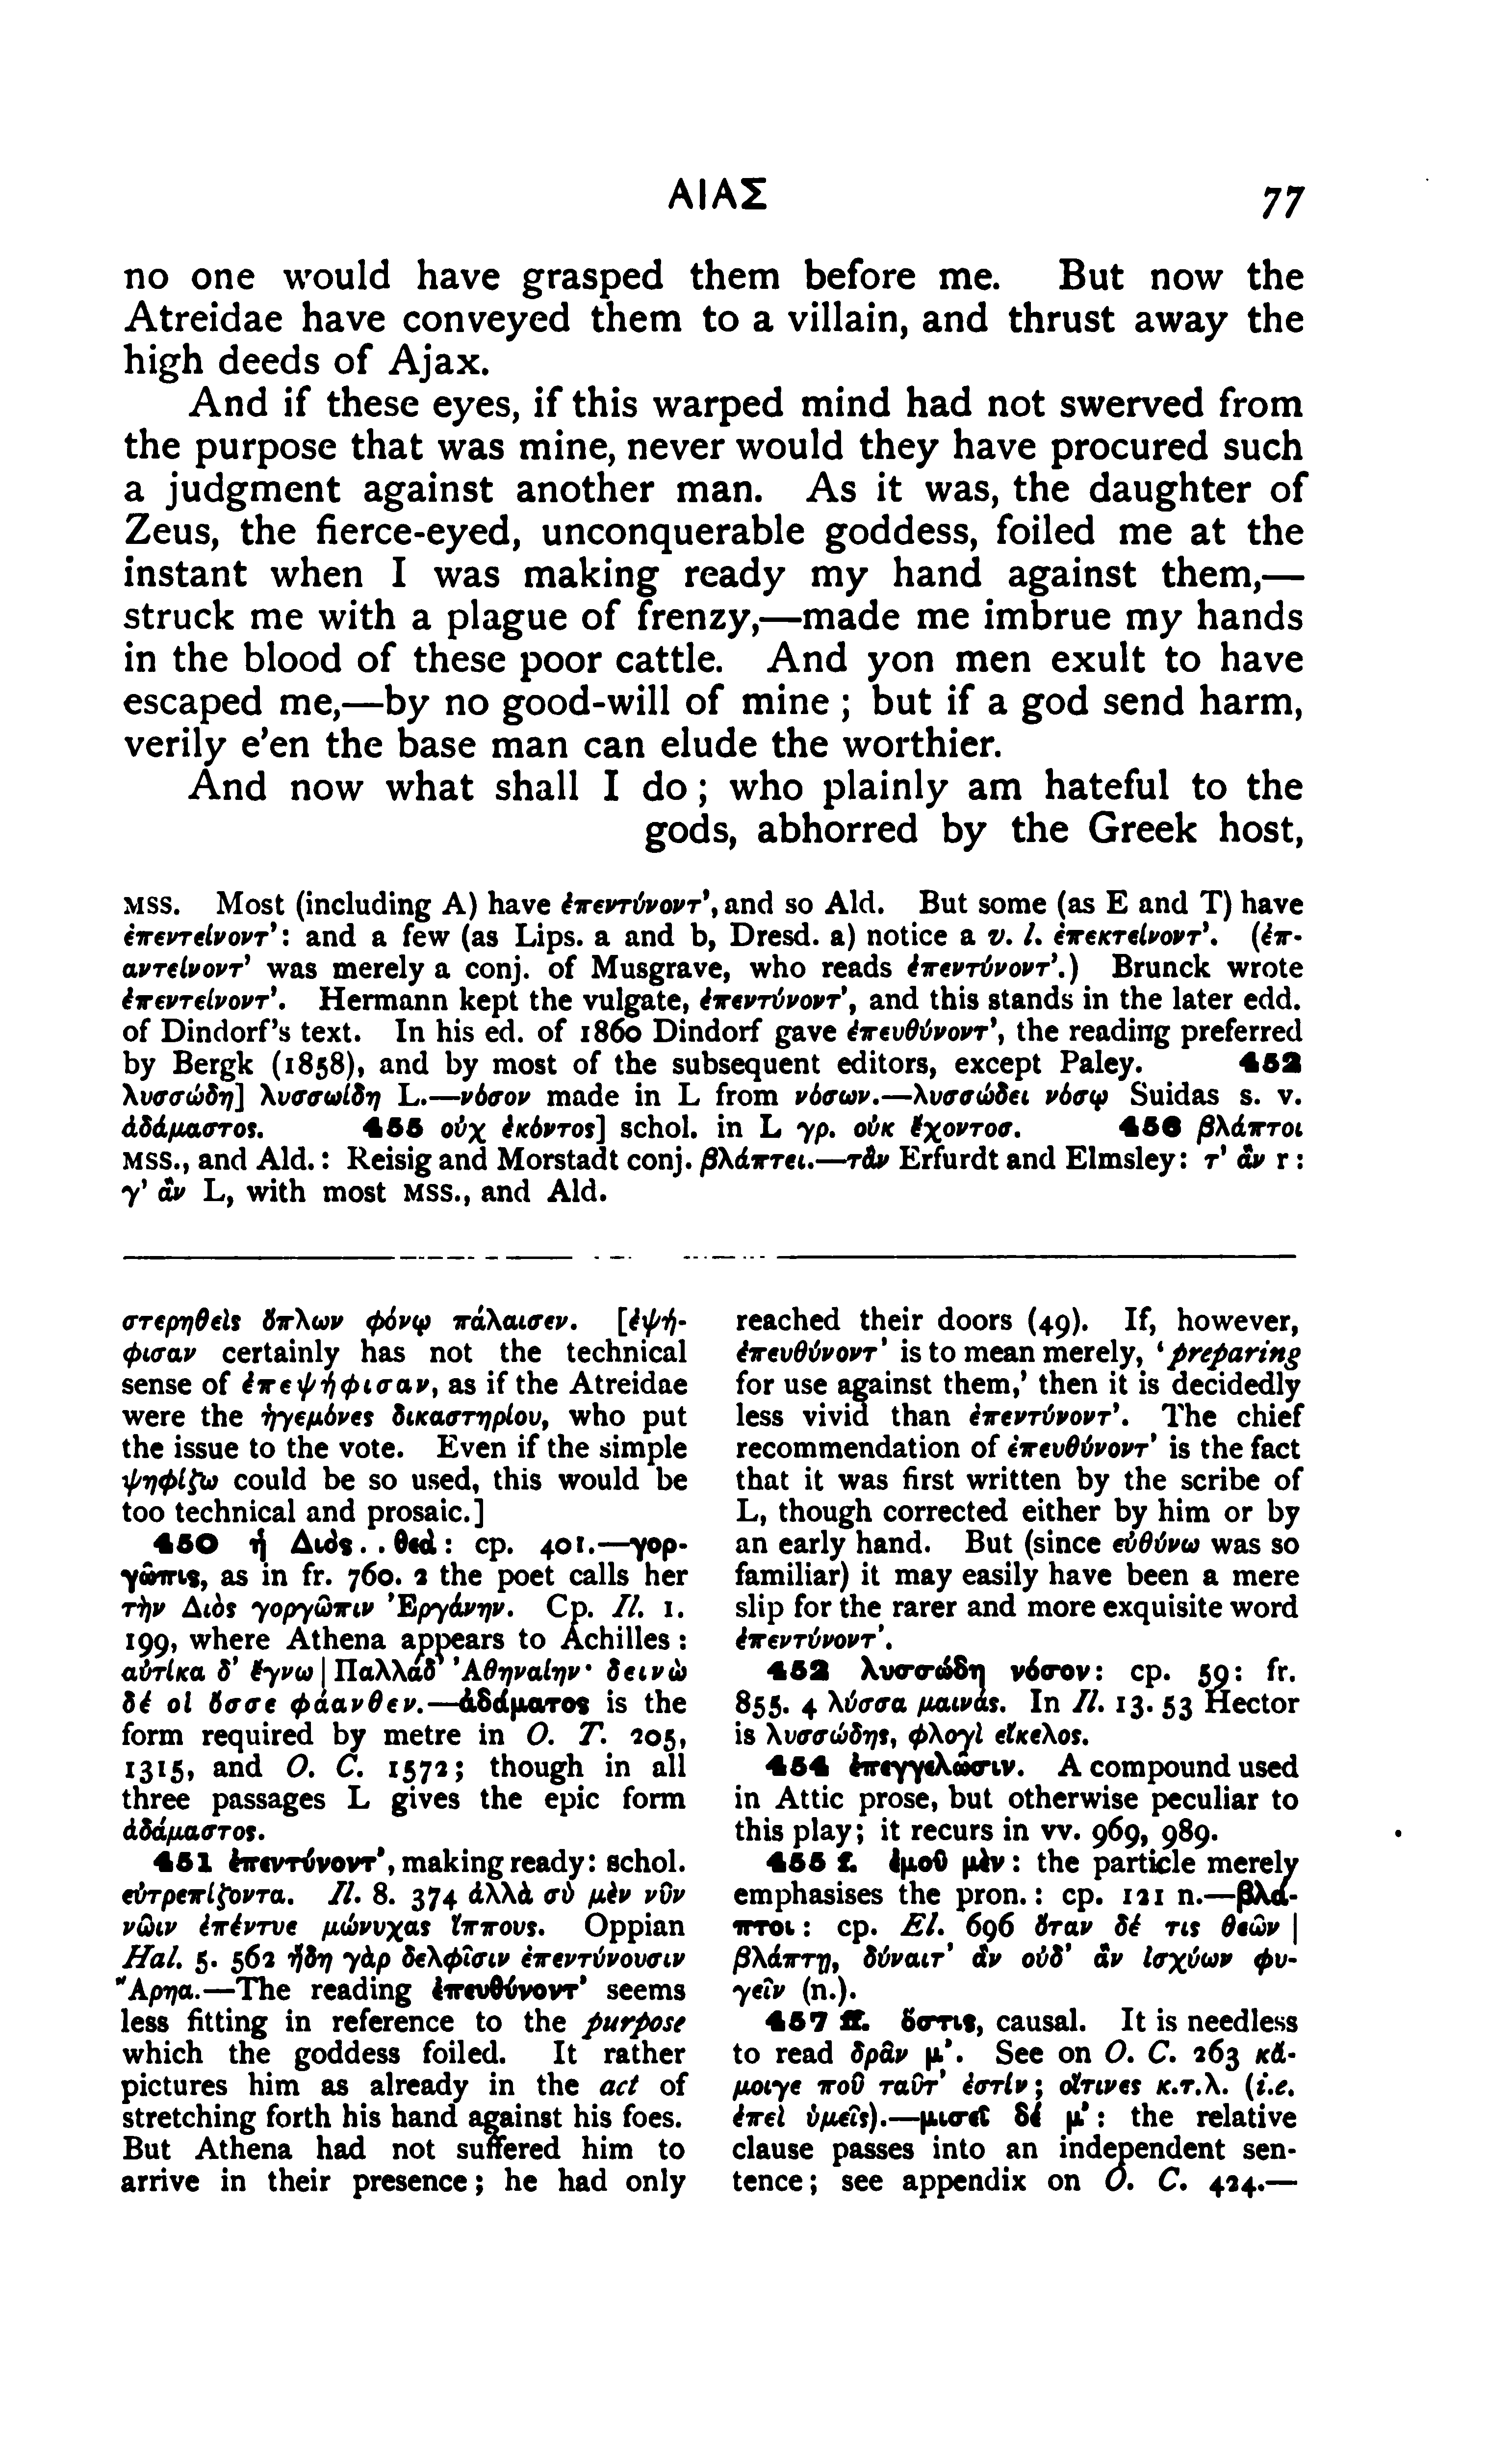 ΑΙΑΣ 77
no one would have grasped them before me. But now the
Atreidae have conveyed them to a villain, and thrust away the
high deeds of Ajax.
And if these eyes, if this warped mind had not swerved from
the purpose that was mine, never would they have procured such
a judgment against another man. As it was, the daughter of
Zeus, the fierce-eyed, unconquerable goddess, foiled me at the
instant when I was making ready my hand against them,—
struck me with a plague of frenzy,—made me imbrue my hands
in the blood of these poor cattle. And yon men exult to have
escaped me,—by no good-will of mine ; but if a god send harm,
verily e'en the base man can elude the worthier.
And now what shall I do ; who plainly am hateful to the
gods, abhorred by the Greek host,
MSS. Most (including A) have ἐπεντύνοντ', and so Ald. But some (as E and T) have
ἐπεντείνοντ': and a few (as Lips. a and b, Dresd. a) notice a v. l. ἐπεκτείνοντ'. (ἐπ-
αντείνοντ' was merely a conj. of Musgrave, who reads ἐπεντύνοντ'.) Brunck wrote
ἐπεντείνοντ'. Hermann kept the vulgate, ἐπεντύνοντ', and this stands in the later edd.
of Dindorf's text. In his ed. of 1860 Dindorf gave ἐπευθύνοντ', the reading preferred
by Bergk (1858), and by most of the subsequent editors, except Paley. 452
λυσσώδη] λυσσωίδη L.—νόσον made in L from νόσων.—λυσσώδει νόσῳ Suidas s. v.
ἀδάμαστος. 455 οὐχ ἑκόντος] schol. in L γρ. οὐκ ἔχοντοσ. 456 βλάπτοι
MSS., and Ald.: Reisig and Morstadt conj. βλάπτει.—τἂν Erfurdt and Elmsley: τ' ἂν r :
γ' ἂν L, with most MSS., and Ald.
στερηθεὶς ὅπλων φόνῳ πάλαισεν. [ἐψή-
φισαν certainly has not the technical
sense of ἐπεψήφισαν, as if the Atreidae
were the ἡγεμόνες δικαστηρίου, who put
the issue to the vote. Even if the simple
ψηφίζω could be so used, this would be
too technical and prosaic.]
450 ἡ Διὸς..θεὰ: cp. 401.—γορ-
γῶπις, as in fr. 760. 2 the poet calls her
τὴν Διὸς γοργῶπιν Ἐργάνην. Cp. Il. 1.
199, where Athena appears to Achilles:
αὐτίκα δ' ἔγνω | Παλλάδ' Ἀθηναίην· δεινὼ
δέ οἱ ὄσσε φάανθεν.—ἀδάματος is the
form required by metre in O. T. 205,
1315, and O. C. 1572; though in all
three passages L gives the epic form
ἀδάμαστος.
451 ἐπεντύνοντ', making ready: schol.
εὐτρεπίζοντα. Il. 8. 374 ἀλλὰ σὺ μὲν νῦν
νῶιν ἐπέντυε μώνυχας ἵππους. Oppian
Hal. 5. 562 ἤδη γὰρ δελφῖσιν ἐπεντύνουσιν
Ἄρηα.—The reading ἐπευθύνοντ' seems
less fitting in reference to the purpose
which the goddess foiled. It rather
pictures him as already in the act of
stretching forth his hand against his foes.
But Athena had not suffered him to
arrive in their presence; he had only
reached their doors (49). If, however,
ἐπευθύνοντ' is to mean merely, 'preparing
for use against them,' then it is decidedly
less vivid than ἐπεντύνοντ'. The chief
recommendation of ἐπευθύνοντ' is the fact
that it was first written by the scribe of
L, though corrected either by him or by
an early hand. But (since εὐθύνω was so
familiar) it may easily have been a mere
slip for the rarer and more exquisite word
ἐπεντύνοντ'.
452 λυσσώδη νόσον: cp. 59: fr.
855. 4 λύσσα μαινάς. In Il. 13. 53 Hector
is λυσσώδης, φλογὶ εἴκελος.
454 ἐπεγγελῶσιν. A compound used
in Attic prose, but otherwise peculiar to
this play; it recurs in vv. 969, 989.
455 f. ἐμοῦ μὲν: the particle merely
emphasises the pron.: cp. 121 n.—βλά-
πτοι: cp. El. 696 ὅταν δέ τις θεῶν |
βλάπτῃ, δύναιτ' ἂν οὐδ' ἂν ἰσχύων φυ-
γεῖν (n.).
457 ff. ὅστις, causal. It is needless
to read δρᾶν μ'. See on O. C. 263 κἄ-
μοιγε ποῦ ταῦτ' ἐστίν; οἵτινες κ.τ.λ. (i.e.
ἐπεὶ ὑμεῖς).—μισεῖ δέ μ': the relative
clause passes into an independent sen-
tence; see appendix on O. C. 424.—